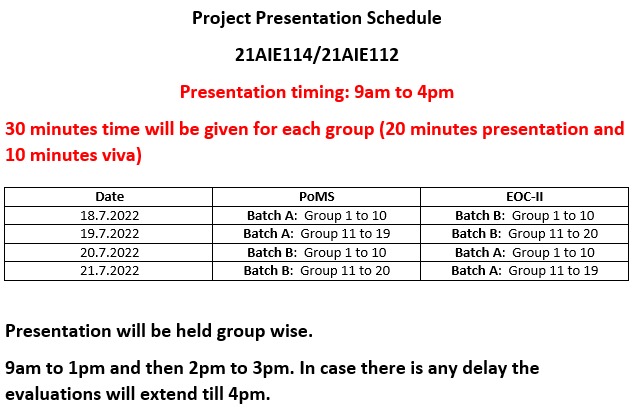 Project Presentation Schedule
21AIE114/21AIE112
Presentation timing: 9am to 4pm
30 minutes time will be given for each group (20 minutes presentation and
10 minutes viva)
Date PoMS EOC-II
18.7.2022 Batch A: Group 1 to 10 Batch B: Group 1 to 10
19.7.2022 Batch A: Group 11 to 19 Batch B: Group 11 to 20
20.7.2022 Batch B: Group 1 to 10 Batch A: Group 1 to 10
21.7.2022 Batch B: Group 11 to 20 Batch A: Group 11 to 19
Presentation will be held group wise.
9am to 1pm and then 2pm to 3pm. In case there is any delay the
evaluations will extend till 4pm.